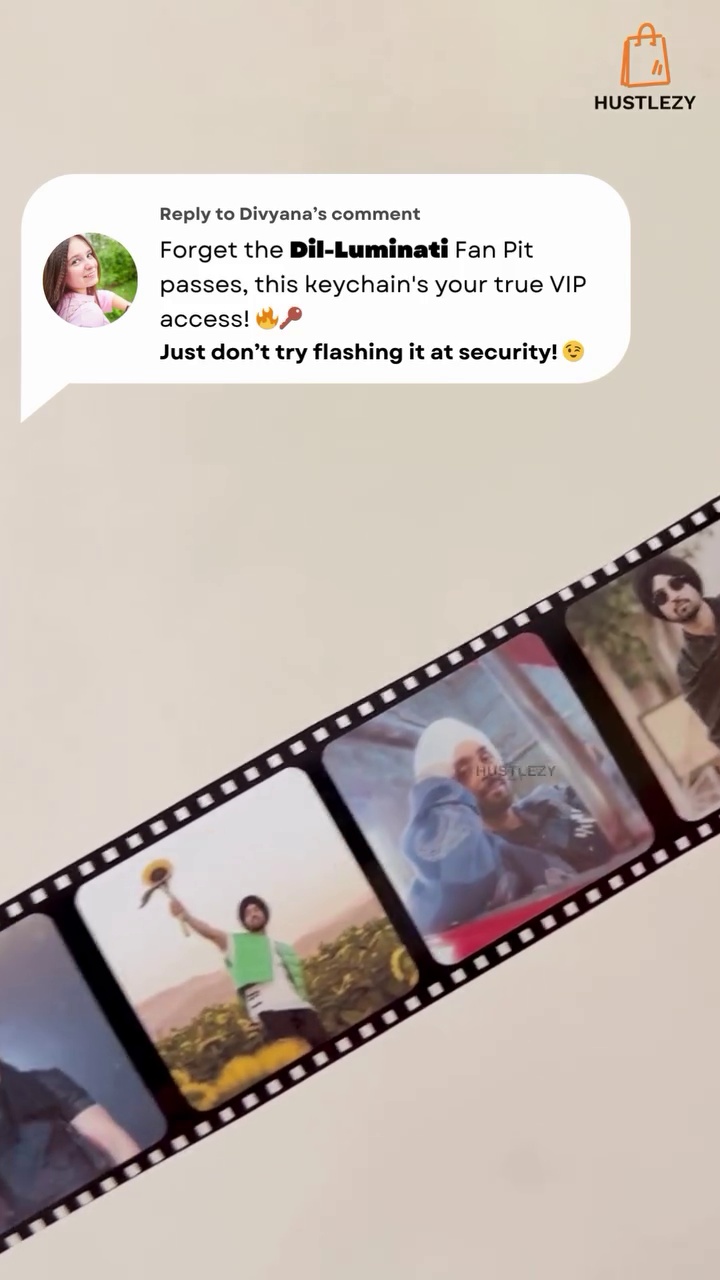 HUSTLEZY
Reply to Divyana’s comment
Forget the Dil-Luminati Fan Pit
passes, this keychain's your true VIP
access! 🔥🔑
Just don’t try flashing it at security! 😉
HUSTLEZY